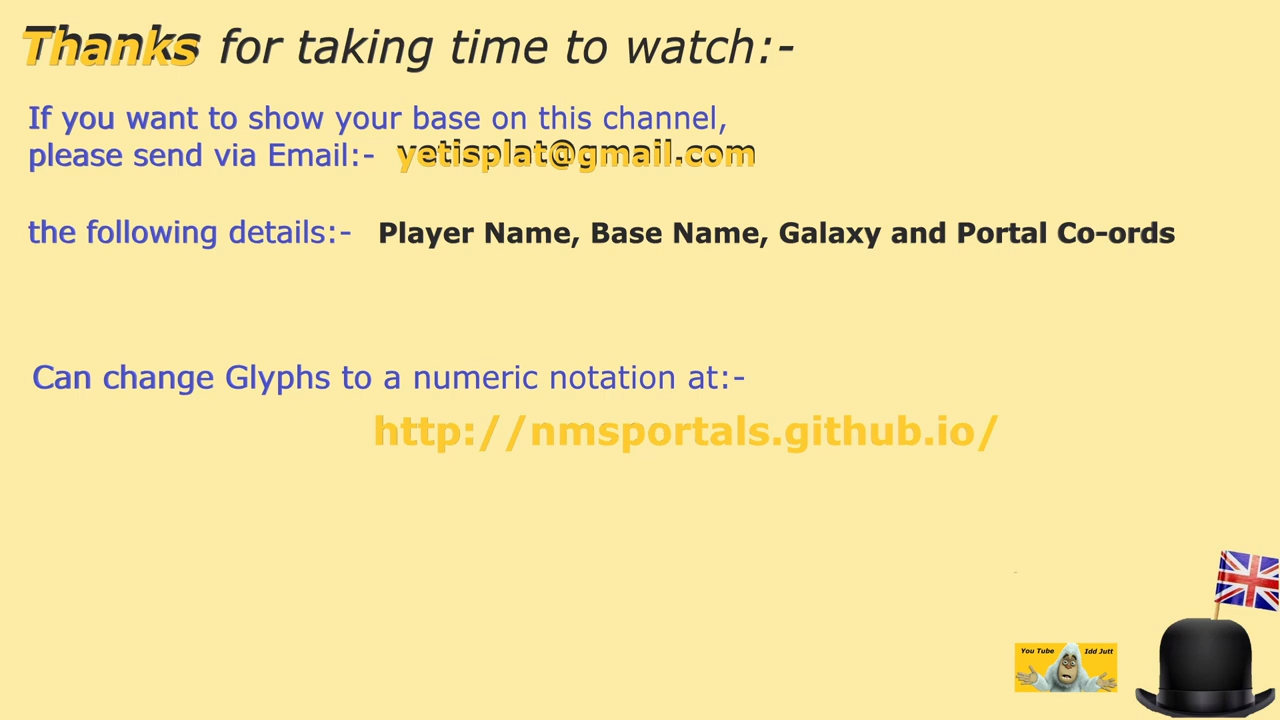 Thanks for taking time to watch:-
If you want to show your base on this channel,
please send via Email:- yetisplat@gmail.com
the following details:- Player Name, Base Name, Galaxy and Portal Co-ords
Can change Glyphs to a numeric notation at:-
http://nmsportals.github.io/
You Tube Idd Jutt